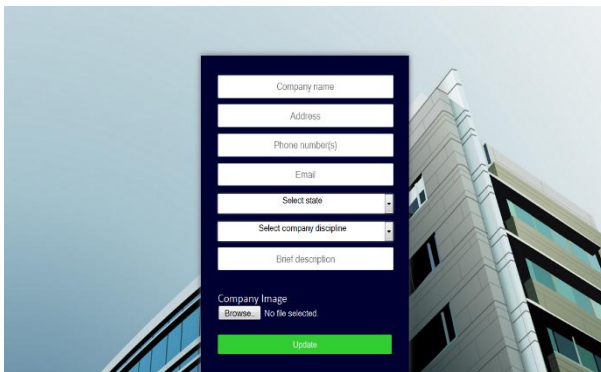 Company name
Address
Phone number(s)
Email
Select state
Select company discipline
Brief description
Company Image
Browse.. No file selected.
Update